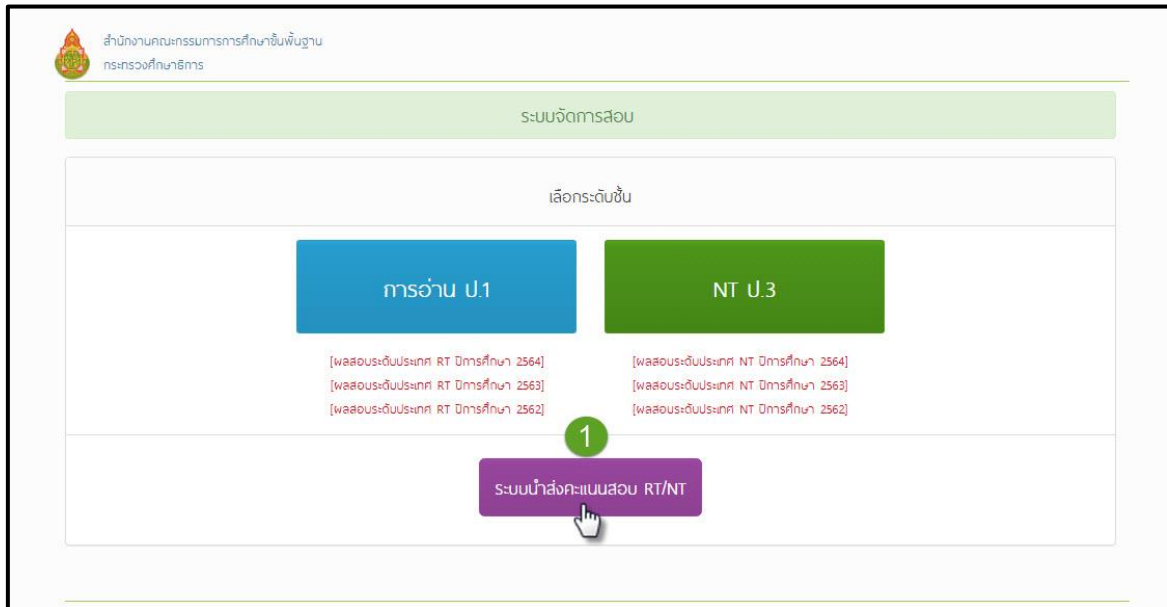 สำนักงานคณะกรรมการการศึกษาขั้นพื้นฐาน
กระทรวงศึกษาธิการ
ระบบจัดการสอบ
เลือกระดับชั้น
การอ่าน ป.1
NT ป.3
[ผลสอบระดับประเทศ RT ปีการศึกษา 2564]
[ผลสอบระดับประเทศ NT ปีการศึกษา 2564]
[ผลสอบระดับประเทศ RT ปีการศึกษา 2563]
[ผลสอบระดับประเทศ NT ปีการศึกษา 2563]
[ผลสอบระดับประเทศ RT ปีการศึกษา 2562]
[ผลสอบระดับประเทศ NT ปีการศึกษา 2562]
1
ระบบนำส่งคะแนนสอบ RT/NT